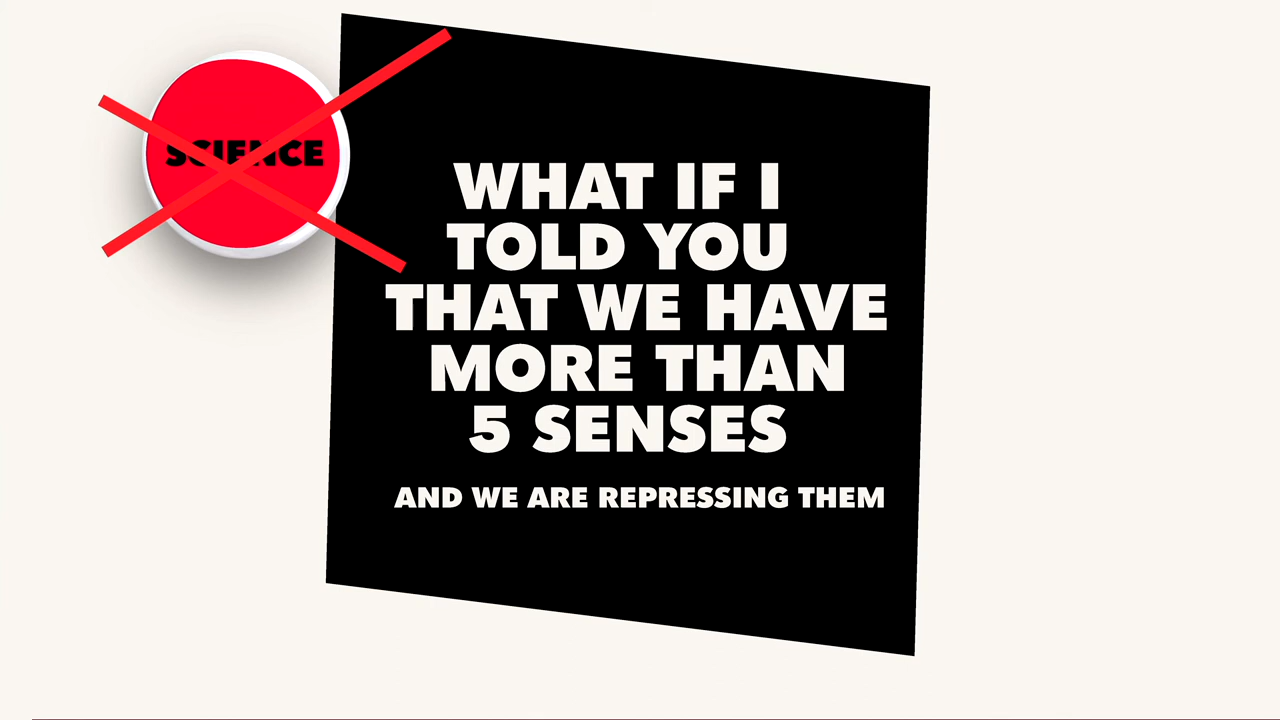 SCIENCE
WHAT IF I
TOLD YOU
THAT WE HAVE
MORE THAN
5 SENSES
AND WE ARE REPRESSING THEM